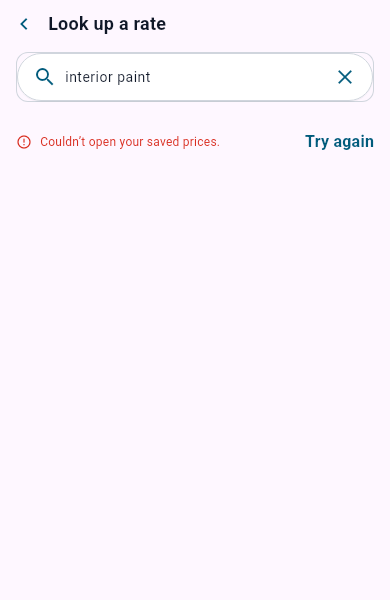 Look up a rate
interior paint
Couldn't open your saved prices.
Try again